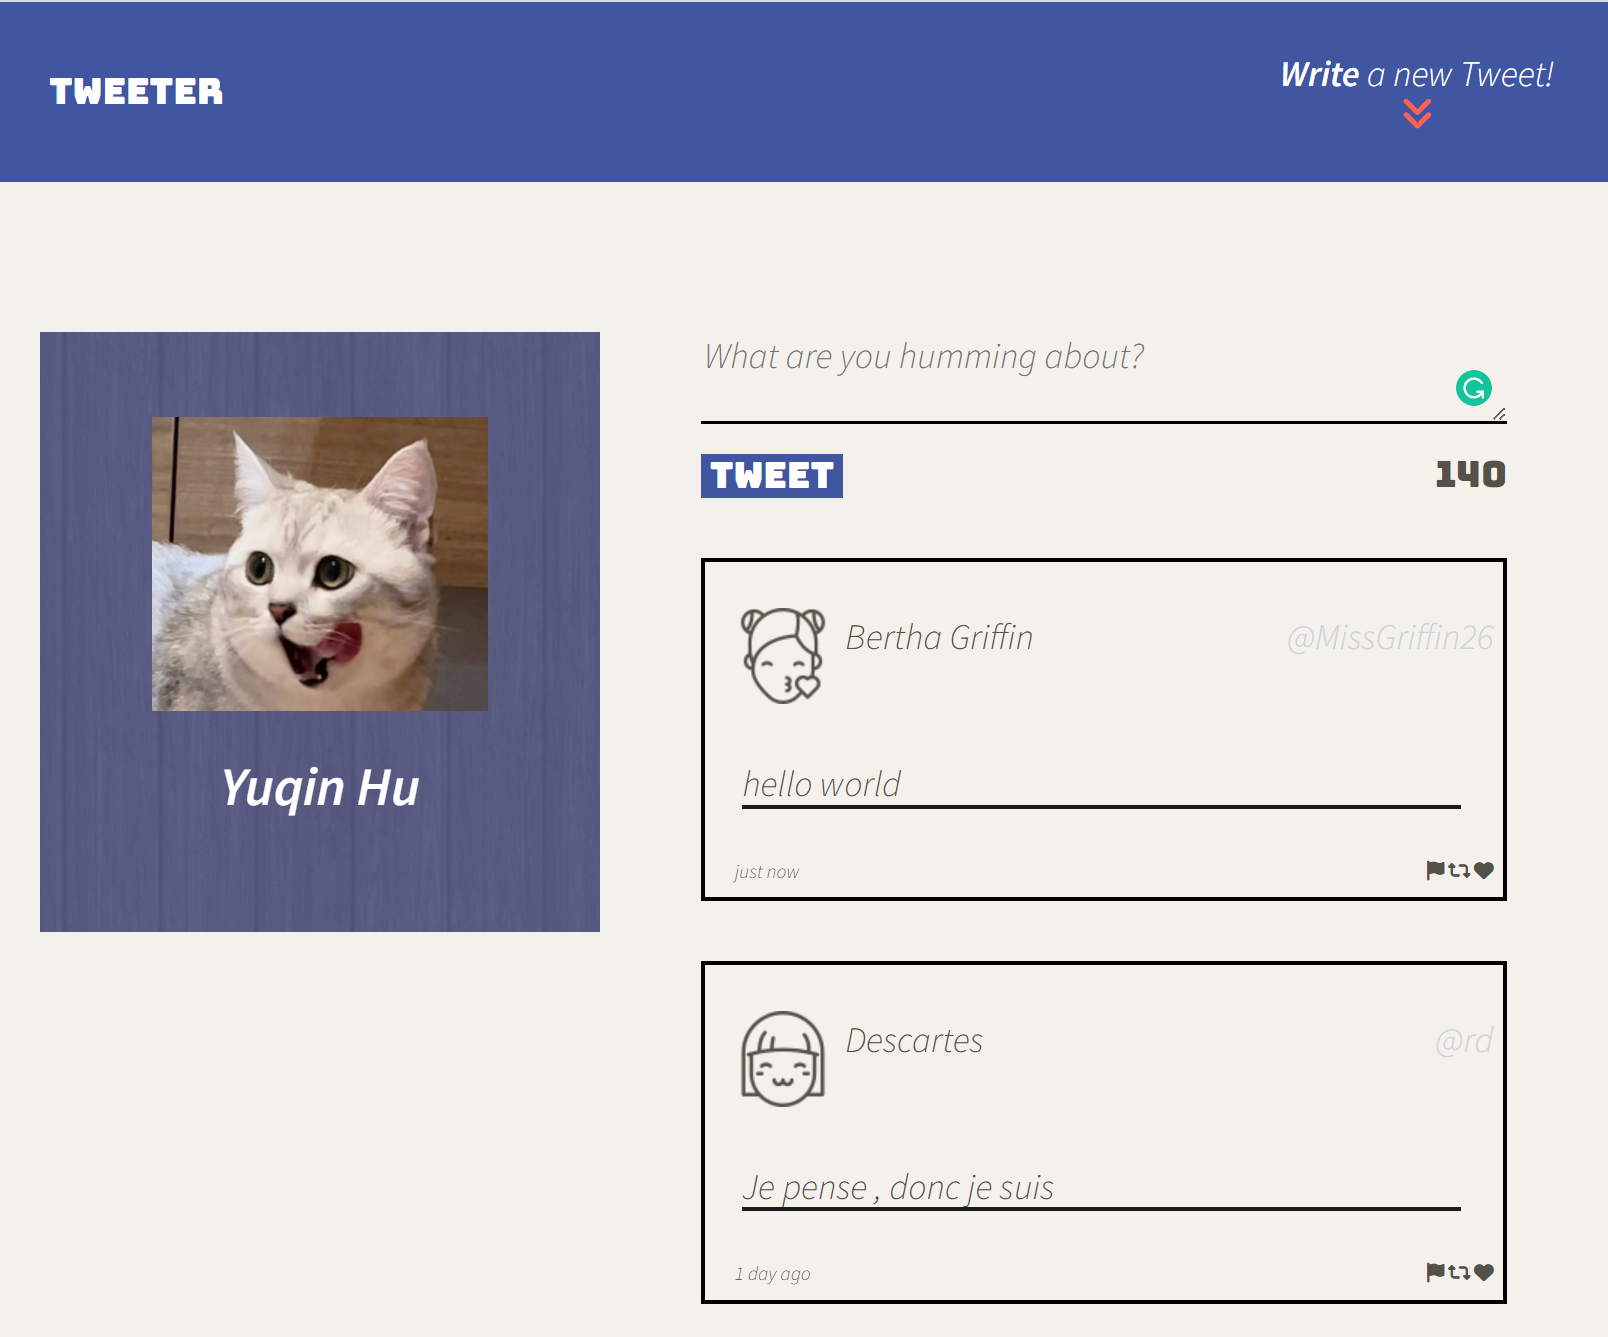 TWEETER
Write a new Tweet!
Yuqin Hu
What are you humming about?
TWEET
140
Bertha Griffin
@MissGriffin26
hello world
just now
Descartes
@rd
Je pense , donc je suis
1 day ago